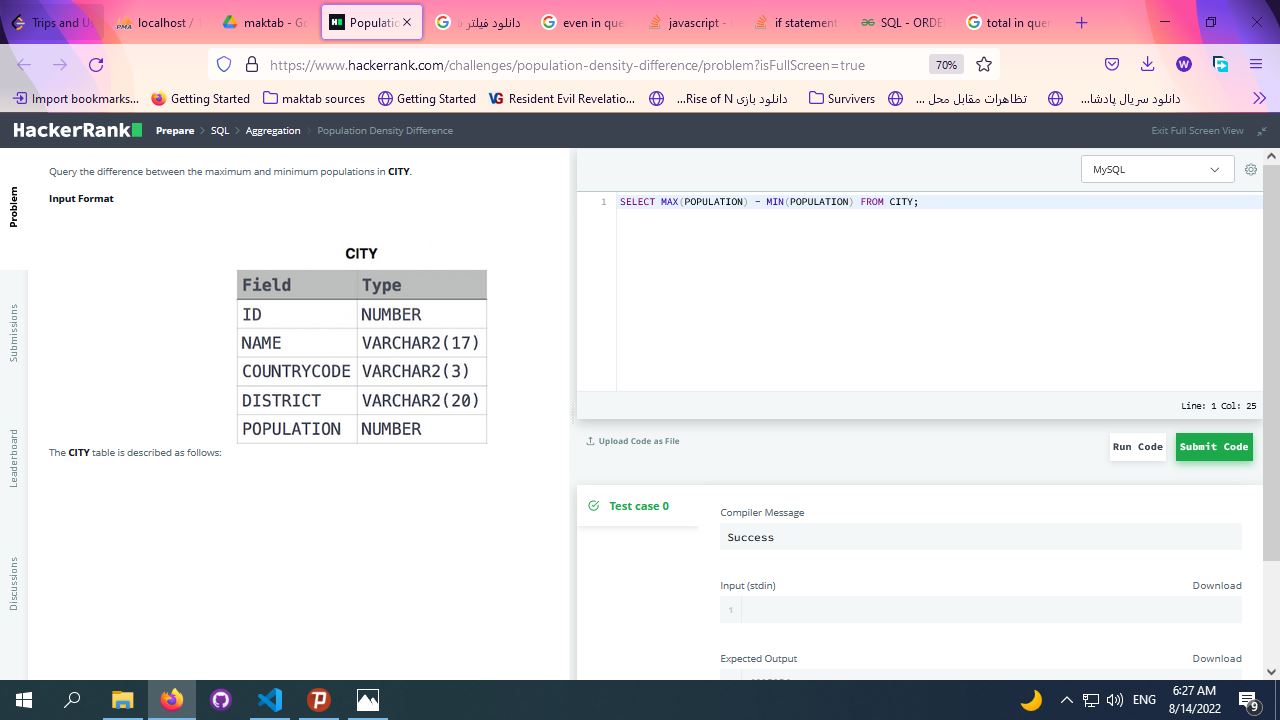 Trips and Us
localhost / 1
maktab - Go
Populatio
دانلود فیلتر ش
even in que
javascript -
if statement
SQL - ORDE
total in quer
https://www.hackerrank.com/challenges/population-density-difference/problem?isFullScreen=true
70%
Import bookmarks...
Getting Started
maktab sources
Getting Started
Resident Evil Revelatio...
دانلود بازی Rise of N...
Survivers
تظاهرات مقابل محل ...
دانلود سریال پادشا...
HackerRank
Prepare > SQL > Aggregation > Population Density Difference
Exit Full Screen View
Problem
Submissions
Leaderboard
Discussions
Query the difference between the maximum and minimum populations in CITY.
Input Format
CITY
Field Type
ID NUMBER
NAME VARCHAR2(17)
COUNTRYCODE VARCHAR2(3)
DISTRICT VARCHAR2(20)
POPULATION NUMBER
The CITY table is described as follows:
MySQL
1 SELECT MAX(POPULATION) - MIN(POPULATION) FROM CITY;
Line: 1 Col: 25
Upload Code as File
Run Code
Submit Code
Test case 0
Compiler Message
Success
Input (stdin)
Download
1
Expected Output
Download
ENG
6:27 AM
8/14/2022
9